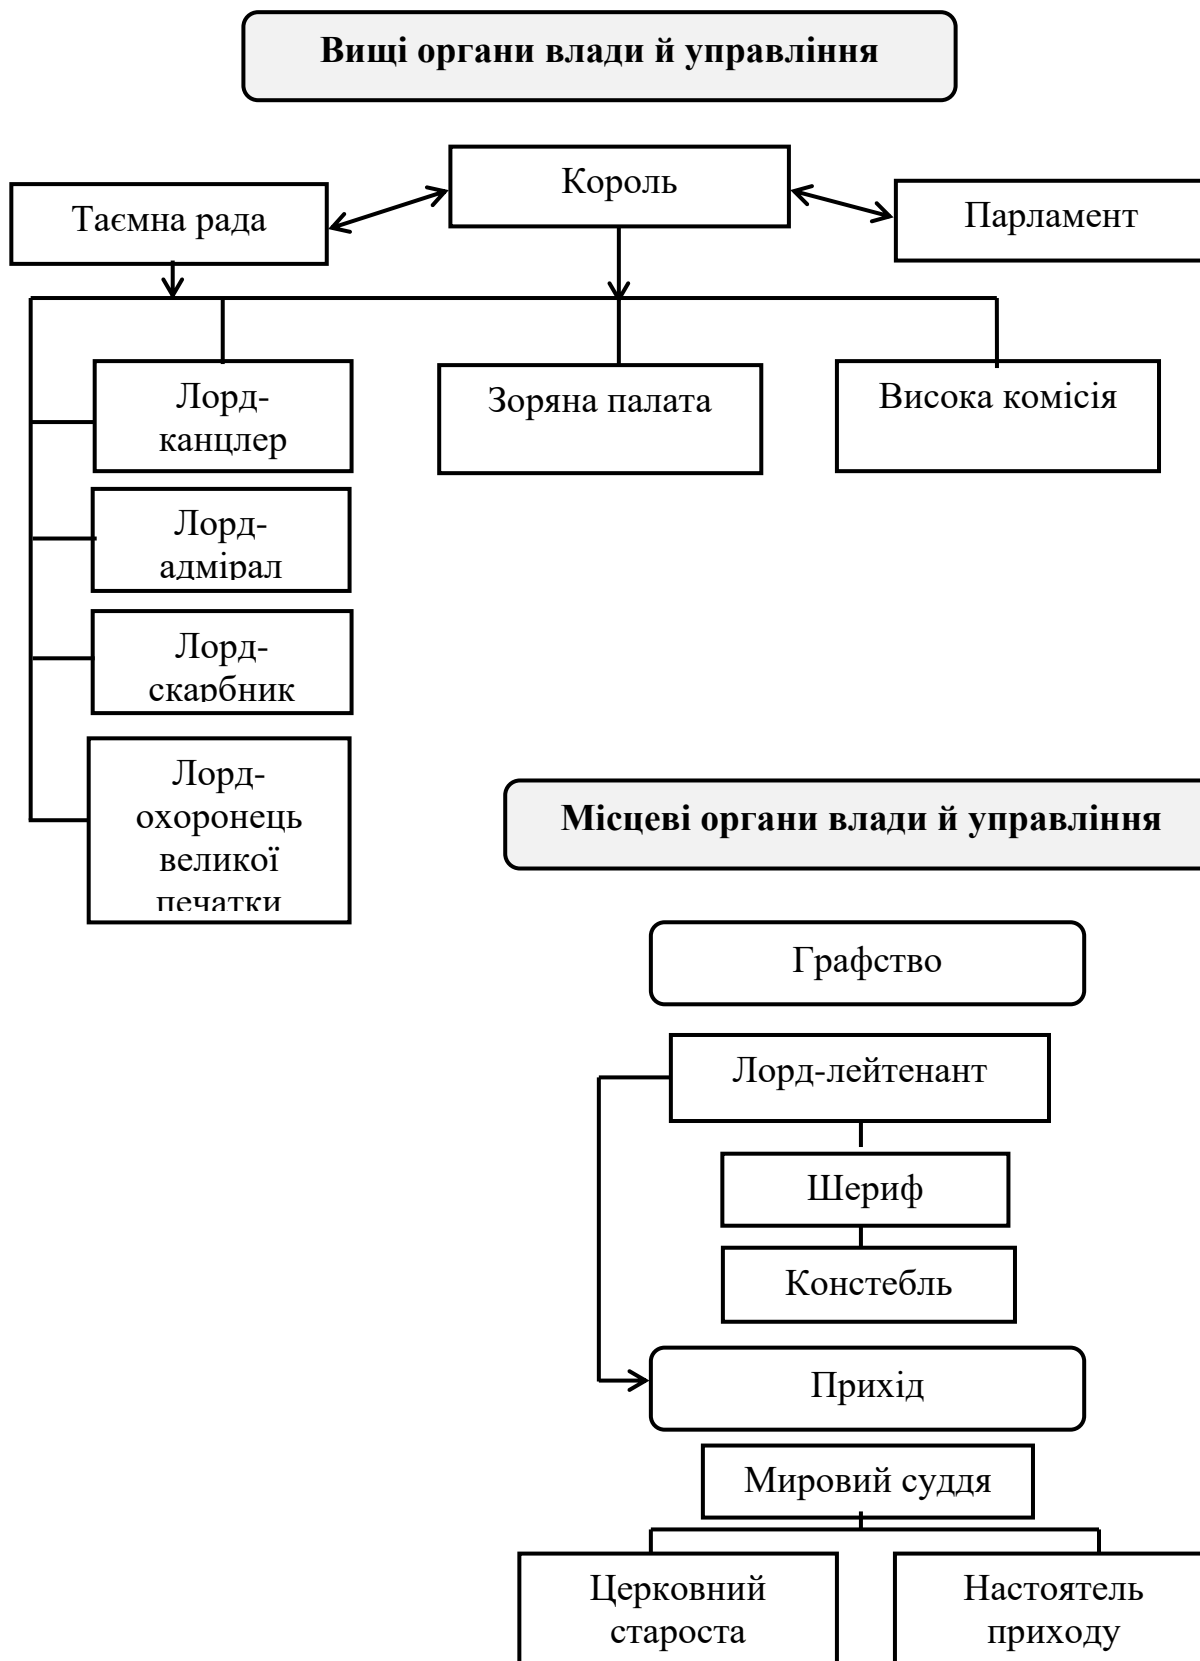 Вищі органи влади й управління
Король
Таємна рада
Парламент
Лорд-
канцлер
Зоряна палата
Висока комісія
Лорд-
адмірал
Лорд-
скарбник
Лорд-
охоронець
великої
печатки
Місцеві органи влади й управління
Графство
Лорд-лейтенант
Шериф
Констебль
Прихід
Мировий суддя
Церковний
староста
Настоятель
приходу